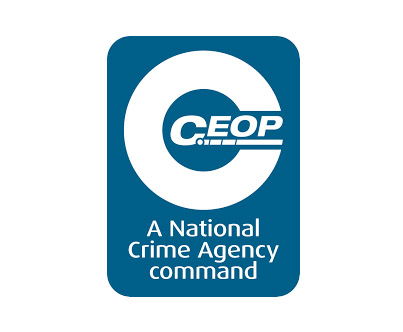 CEOP
A National
Crime Agency
command